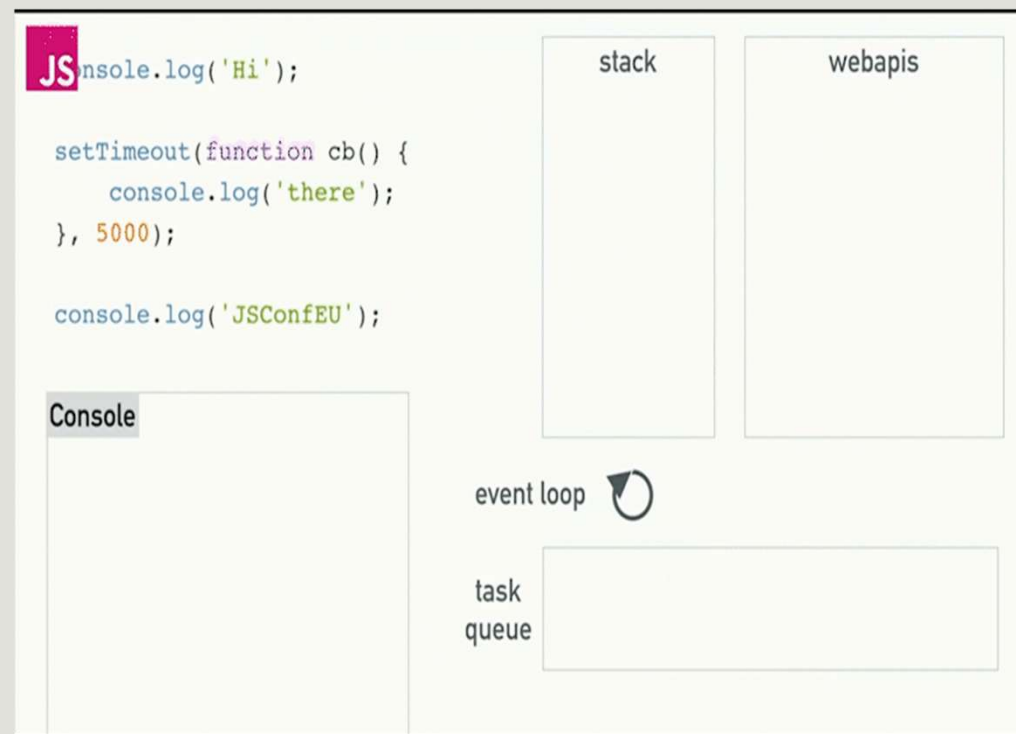 JS
nsole.log('Hi');
setTimeout(function cb() {
console.log('there');
}, 5000);
console.log('JSConfEU');
Console
stack
webapis
event loop
task
queue